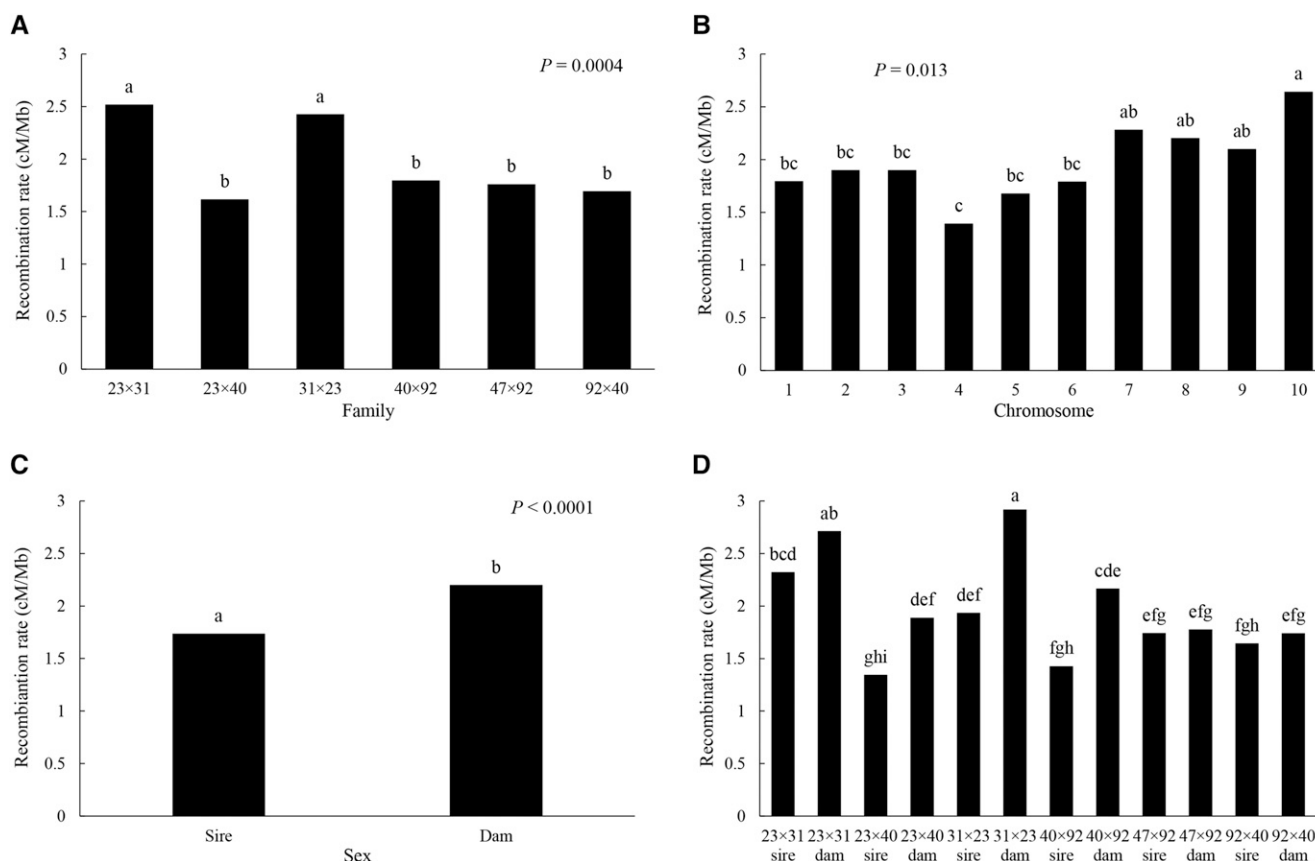 A
P = 0.0004
Recombination rate (cM/Mb)
3
2.5
2
1.5
1
0.5
0
a
b
a
b
b
b
23×31
23×40
31×23
40×92
47×92
92×40
Family
B
P = 0.013
Recombination rate (cM/Mb)
3
2.5
2
1.5
1
0.5
0
bc
bc
bc
c
bc
bc
ab
ab
ab
a
1
2
3
4
5
6
7
8
9
10
Chromosome
C
P < 0.0001
Recombiantion rate (cM/Mb)
3
2.5
2
1.5
1
0.5
0
a
b
Sire
Dam
Sex
D
Recombination rate (cM/Mb)
3
2.5
2
1.5
1
0.5
0
bcd
ab
ghi
def
def
a
fgh
cde
efg
efg
fgh
efg
23×31 23×31 23×40 23×40 31×23 31×23 40×92 40×92 47×92 47×92 92×40 92×40
sire dam sire dam sire dam sire dam sire dam sire dam